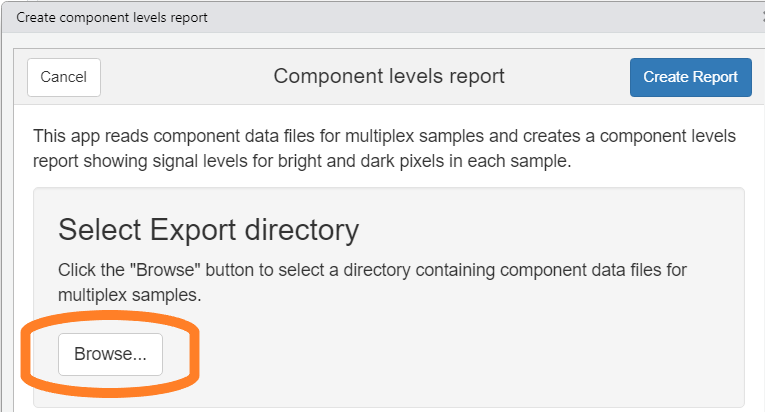 Create component levels report
Cancel
Component levels report
Create Report
This app reads component data files for multiplex samples and creates a component levels
report showing signal levels for bright and dark pixels in each sample.
Select Export directory
Click the "Browse" button to select a directory containing component data files for
multiplex samples.
Browse...